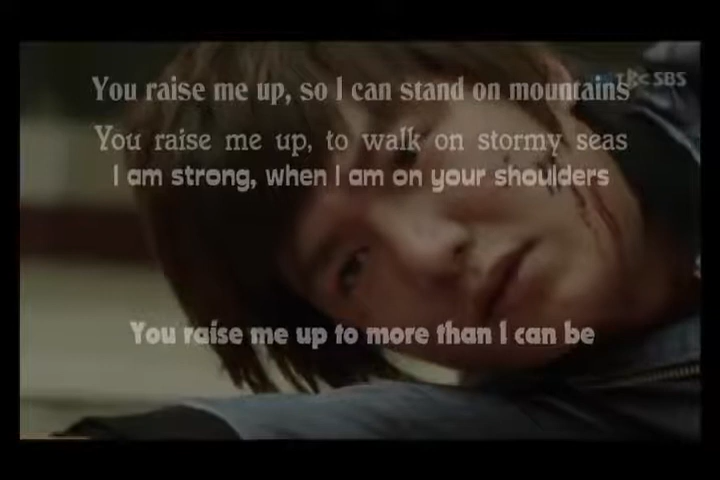 You raise me up, so I can stand on mountains
SBS
You raise me up, to walk on stormy seas
I am strong, when I am on your shoulders
You raise me up to more than I can be